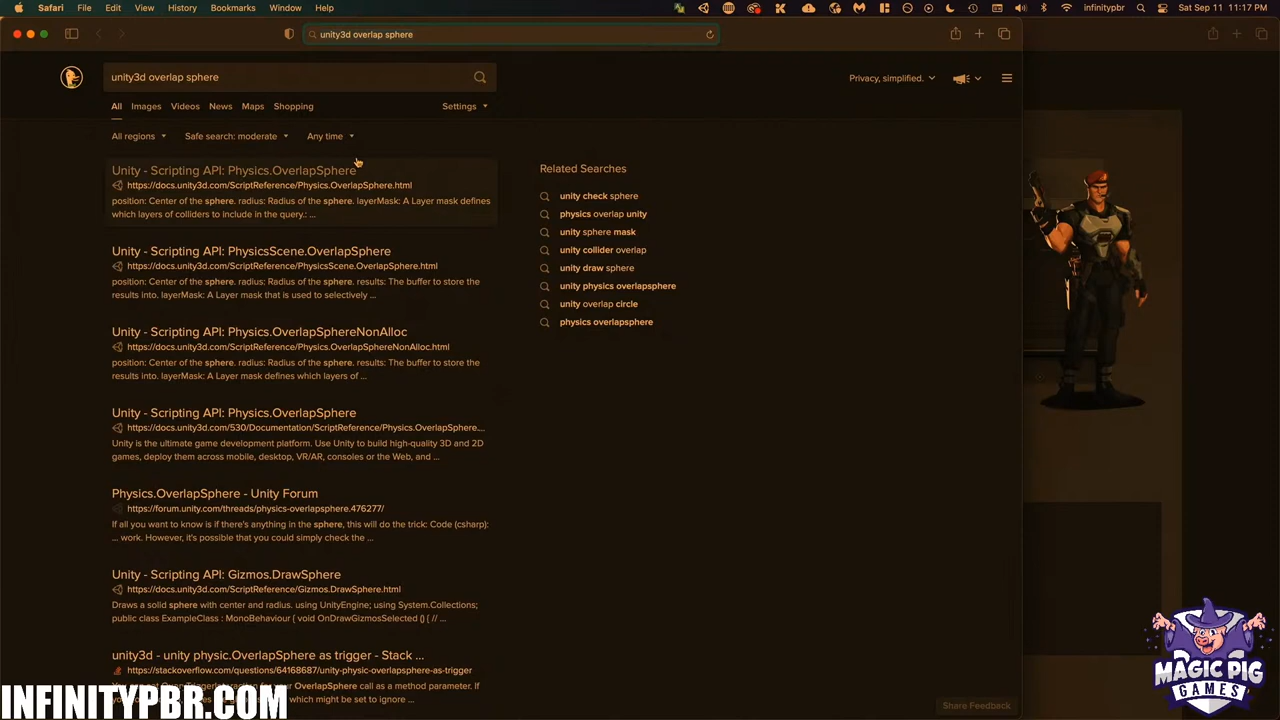 Safari File Edit View History Bookmarks Window Help
infinitypbr Sat Sep 11 11:17 PM
unity3d overlap sphere
unity3d overlap sphere
Privacy, simplified.
All Images Videos News Maps Shopping Settings
All regions Safe search: moderate Any time
Unity - Scripting API: Physics.OverlapSphere
https://docs.unity3d.com/ScriptReference/Physics.OverlapSphere.html
position: Center of the sphere. radius: Radius of the sphere. layerMask: A Layer mask defines
which layers of colliders to include in the query.: ...
Unity - Scripting API: PhysicsScene.OverlapSphere
https://docs.unity3d.com/ScriptReference/PhysicsScene.OverlapSphere.html
position: Center of the sphere. radius: Radius of the sphere. results: The buffer to store the
results into. layerMask: A Layer mask that is used to selectively ...
Unity - Scripting API: Physics.OverlapSphereNonAlloc
https://docs.unity3d.com/ScriptReference/Physics.OverlapSphereNonAlloc.html
position: Center of the sphere. radius: Radius of the sphere. results: The buffer to store the
results into. layerMask: A Layer mask defines which layers of ...
Unity - Scripting API: Physics.OverlapSphere
https://docs.unity3d.com/530/Documentation/ScriptReference/Physics.OverlapSphere....
Unity is the ultimate game development platform. Use Unity to build high-quality 3D and 2D
games, deploy them across mobile, desktop, VR/AR, consoles or the Web, and ...
Physics.OverlapSphere - Unity Forum
https://forum.unity.com/threads/physics-overlapsphere.476277/
If all you want to know is if there's anything in the sphere, this will do the trick: Code (csharp):
... work. However, it's possible that you could simply check the ...
Unity - Scripting API: Gizmos.DrawSphere
https://docs.unity3d.com/ScriptReference/Gizmos.DrawSphere.html
Draws a solid sphere with center and radius. using UnityEngine; using System.Collections;
public class ExampleClass : MonoBehaviour { void OnDrawGizmosSelected () { // ...
unity3d - unity physic.OverlapSphere as trigger - Stack ...
https://stackoverflow.com/questions/64168687/unity-physic-overlapsphere-as-trigger
OverlapSphere call as a method parameter. If
which might be set to ignore ...
Related Searches
unity check sphere
physics overlap unity
unity sphere mask
unity collider overlap
unity draw sphere
unity physics overlapsphere
unity overlap circle
physics overlapsphere
Share Feedback
INFINITYPBR.COM
MAGIC PIG
GAMES